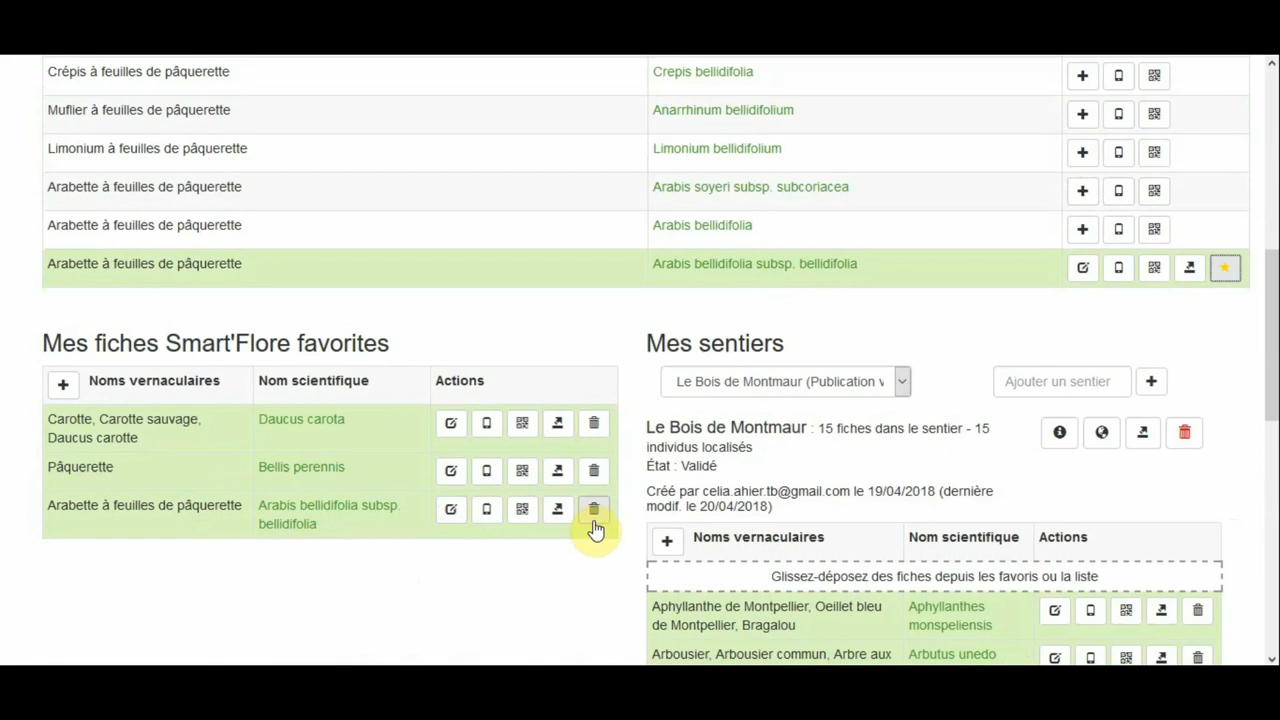 Crépis à feuilles de pâquerette Crepis bellidifolia
Muflier à feuilles de pâquerette Anarrhinum bellidifolium
Limonium à feuilles de pâquerette Limonium bellidifolium
Arabette à feuilles de pâquerette Arabis soyeri subsp. subcoriacea
Arabette à feuilles de pâquerette Arabis bellidifolia
Arabette à feuilles de pâquerette Arabis bellidifolia subsp. bellidifolia
Mes fiches Smart'Flore favorites
Noms vernaculaires Nom scientifique Actions
Carotte, Carotte sauvage, Daucus carota
Daucus carotte
Pâquerette Bellis perennis
Arabette à feuilles de pâquerette Arabis bellidifolia subsp.
bellidifolia
Mes sentiers
Le Bois de Montmaur (Publication v Ajouter un sentier
Le Bois de Montmaur : 15 fiches dans le sentier - 15
individus localisés
État : Validé
Créé par celia.ahier.tb@gmail.com le 19/04/2018 (dernière
modif. le 20/04/2018)
Noms vernaculaires Nom scientifique Actions
Glissez-déposez des fiches depuis les favoris ou la liste
Aphyllanthe de Montpellier, Oeillet bleu Aphyllanthes
de Montpellier, Bragalou monspeliensis
Arbousier, Arbousier commun, Arbre aux Arbutus unedo